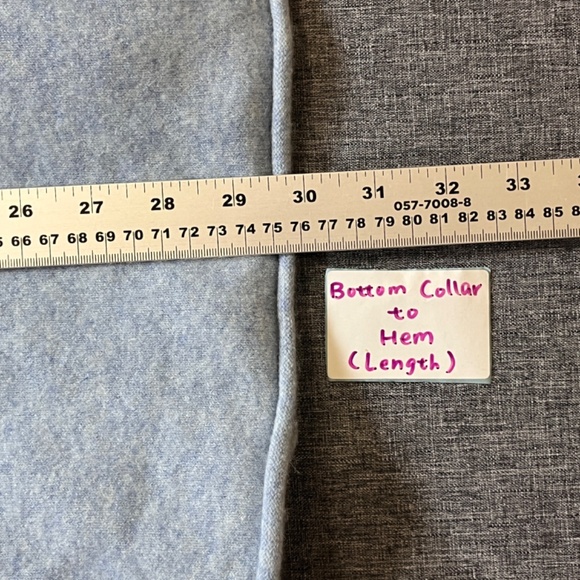 26 27 28 29 30 31 32 33
057-7008-8
66 67 68 69 70 71 72 73 74 75 76 77 78 79 80 81 82 83 84 85
Bottom Collar
to
Hem
(Length)